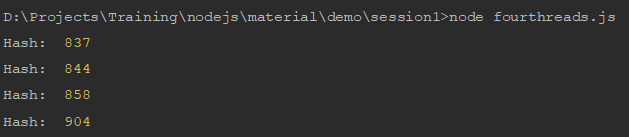 D:\Projects\Training\nodejs\material\demo\session1>node fourthreads.js
Hash:  837
Hash:  844
Hash:  858
Hash:  904